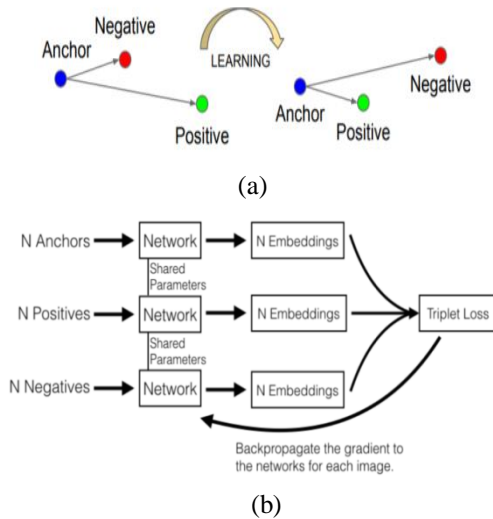 Negative
Anchor
Positive
LEARNING
Negative
Anchor
Positive
(a)
N Anchors
Network
N Embeddings
Shared
Parameters
N Positives
Network
N Embeddings
Triplet Loss
Shared
Parameters
N Negatives
Network
N Embeddings
Backpropagate the gradient to
the networks for each image.
(b)